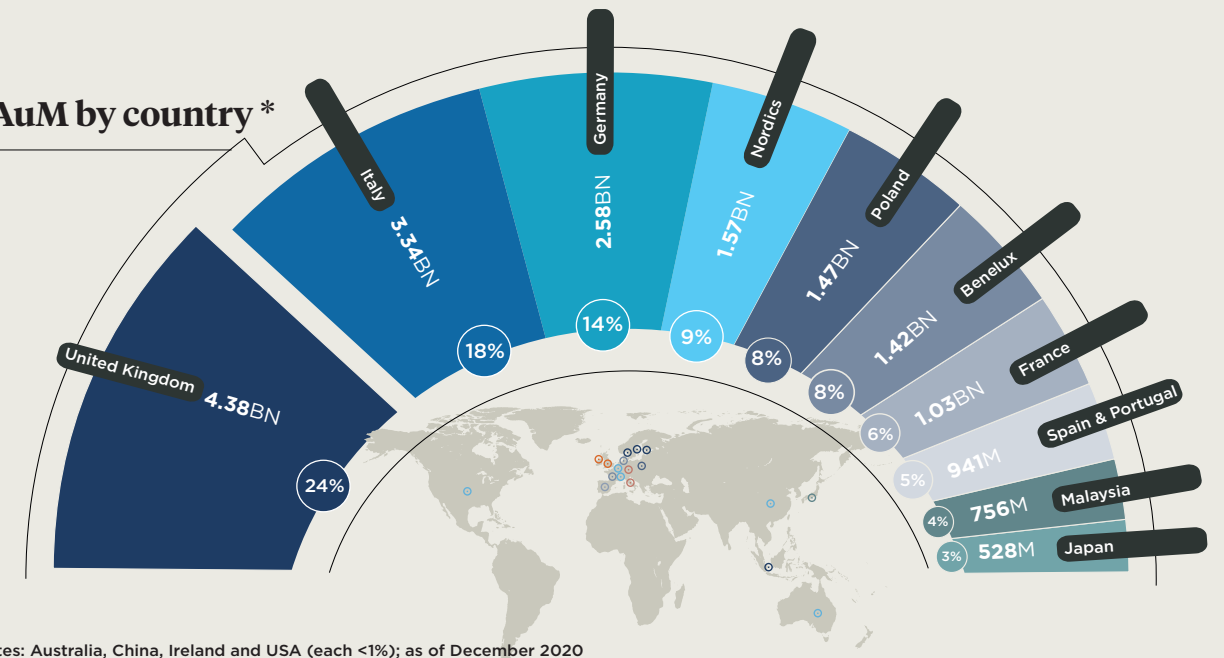 AuM by country *
United Kingdom
4.38BN
24%
Italy
3.34BN
18%
Germany
2.58BN
14%
Nordics
1.57BN
9%
Poland
1.47BN
8%
Benelux
1.42BN
8%
France
1.03BN
6%
Spain & Portugal
941M
5%
Malaysia
756M
4%
Japan
528M
3%
: Australia, China, Ireland and USA (each <1%); as of December 2020